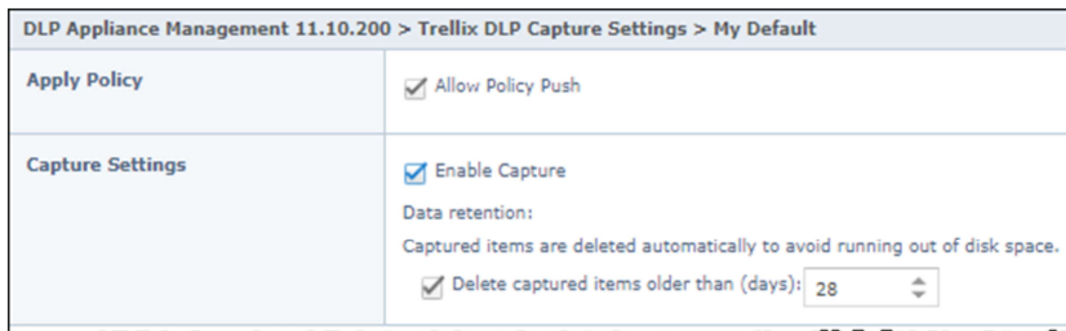 DLP Appliance Management 11.10.200 > Trellix DLP Capture Settings > My Default
Apply Policy
Allow Policy Push
Capture Settings
Enable Capture
Data retention:
Captured items are deleted automatically to avoid running out of disk space.
Delete captured items older than (days): 28